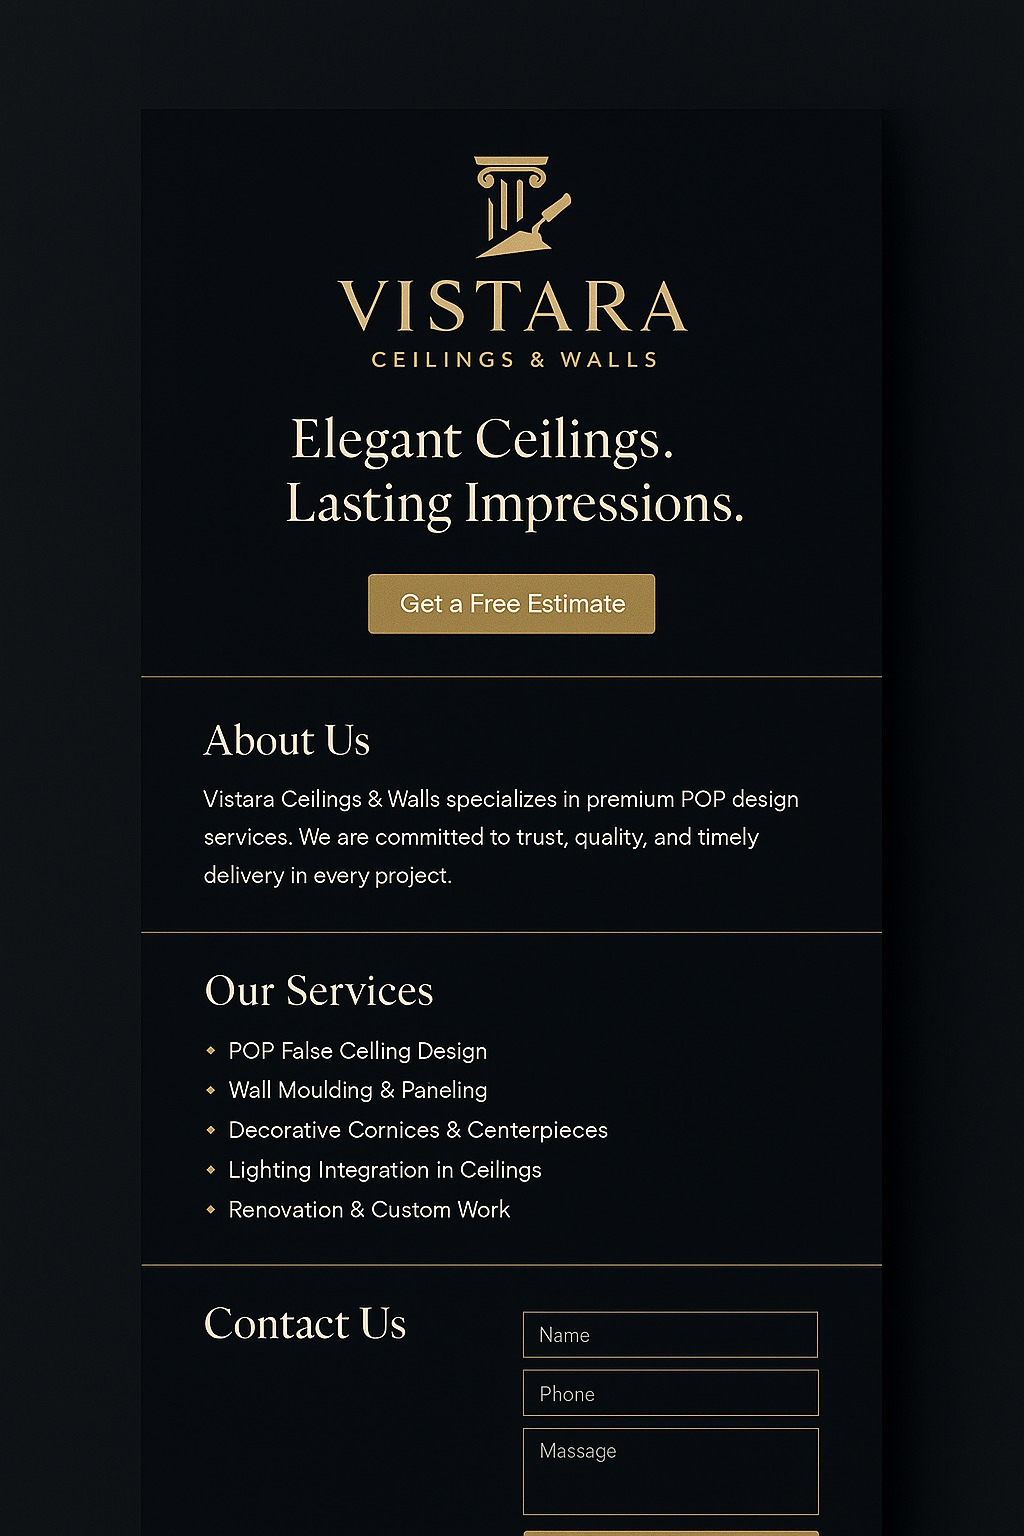 VISTARA
CEILINGS & WALLS
Elegant Ceilings.
Lasting Impressions.
Get a Free Estimate
About Us
Vistara Ceilings & Walls specializes in premium POP design
services. We are committed to trust, quality, and timely
delivery in every project.
Our Services
POP False Celling Design
Wall Moulding & Paneling
Decorative Cornices & Centerpieces
Lighting Integration in Ceilings
Renovation & Custom Work
Contact Us
Name
Phone
Massage